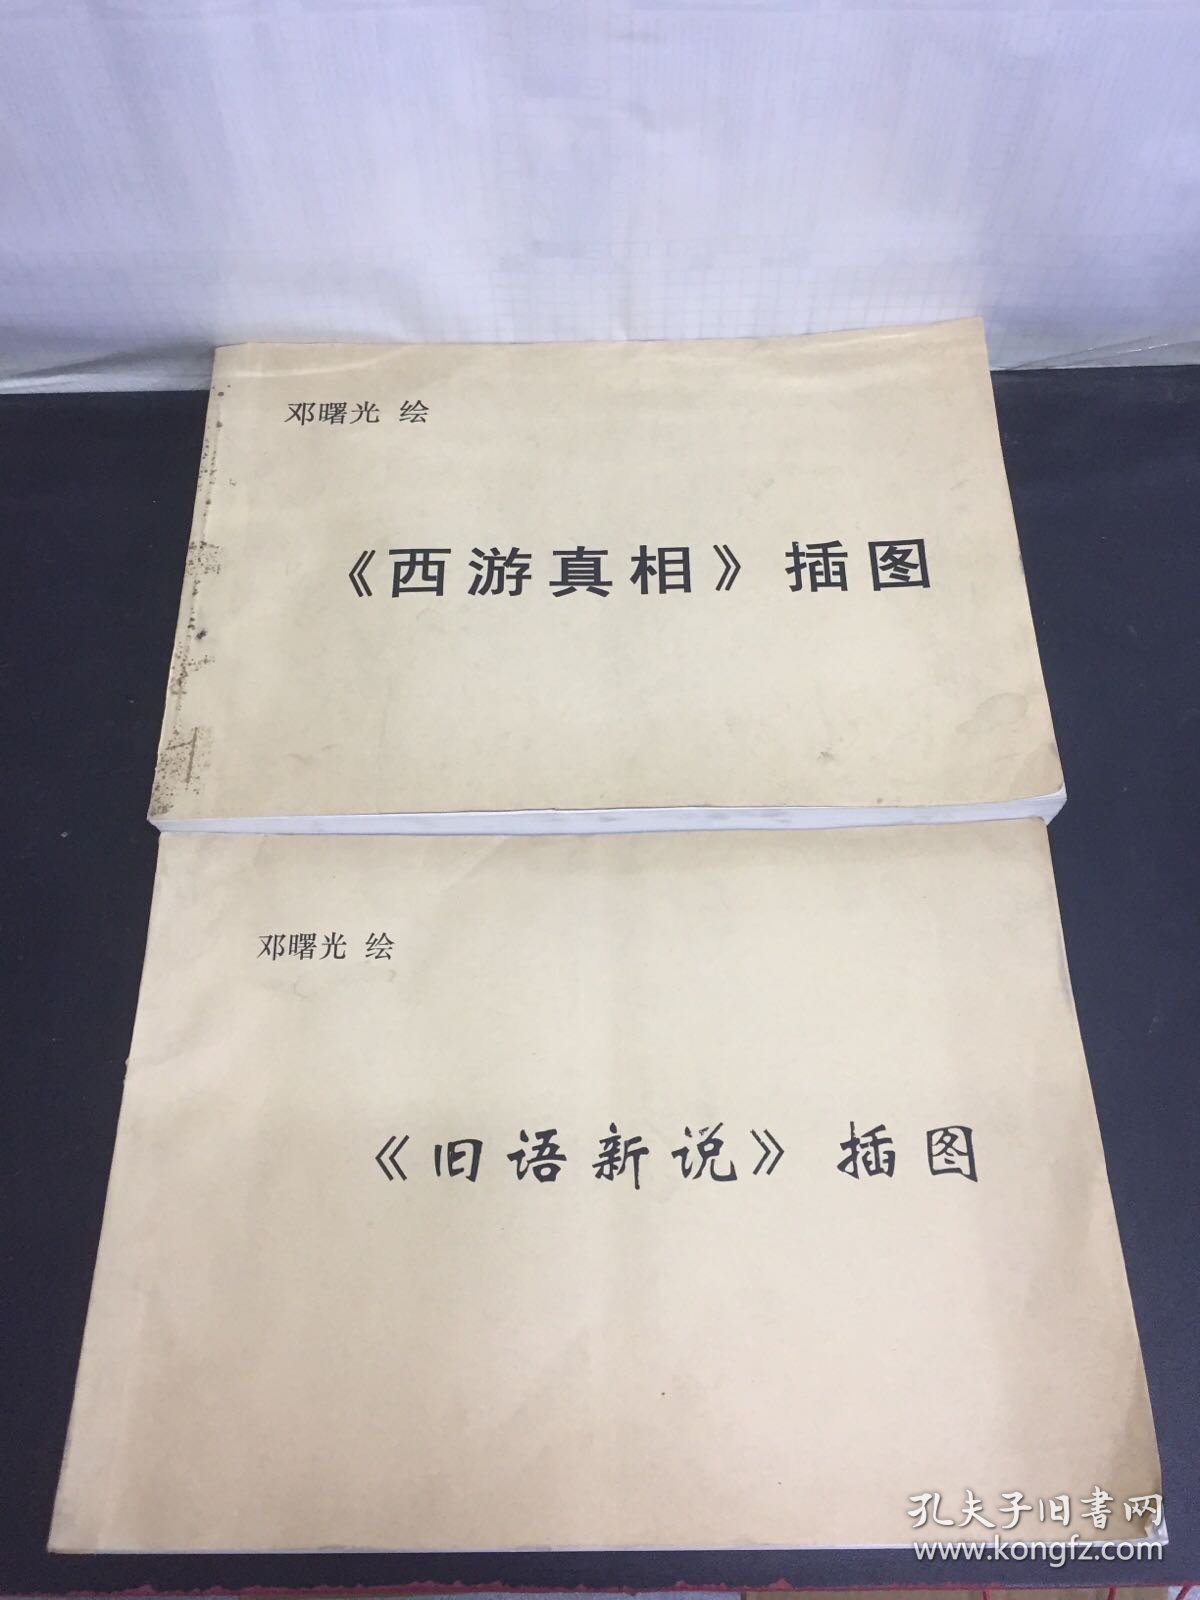 邓曙光 绘
《西游真相》插图
邓曙光 绘
《旧语新说》插图
孔夫子旧书网
www.kongfz.com